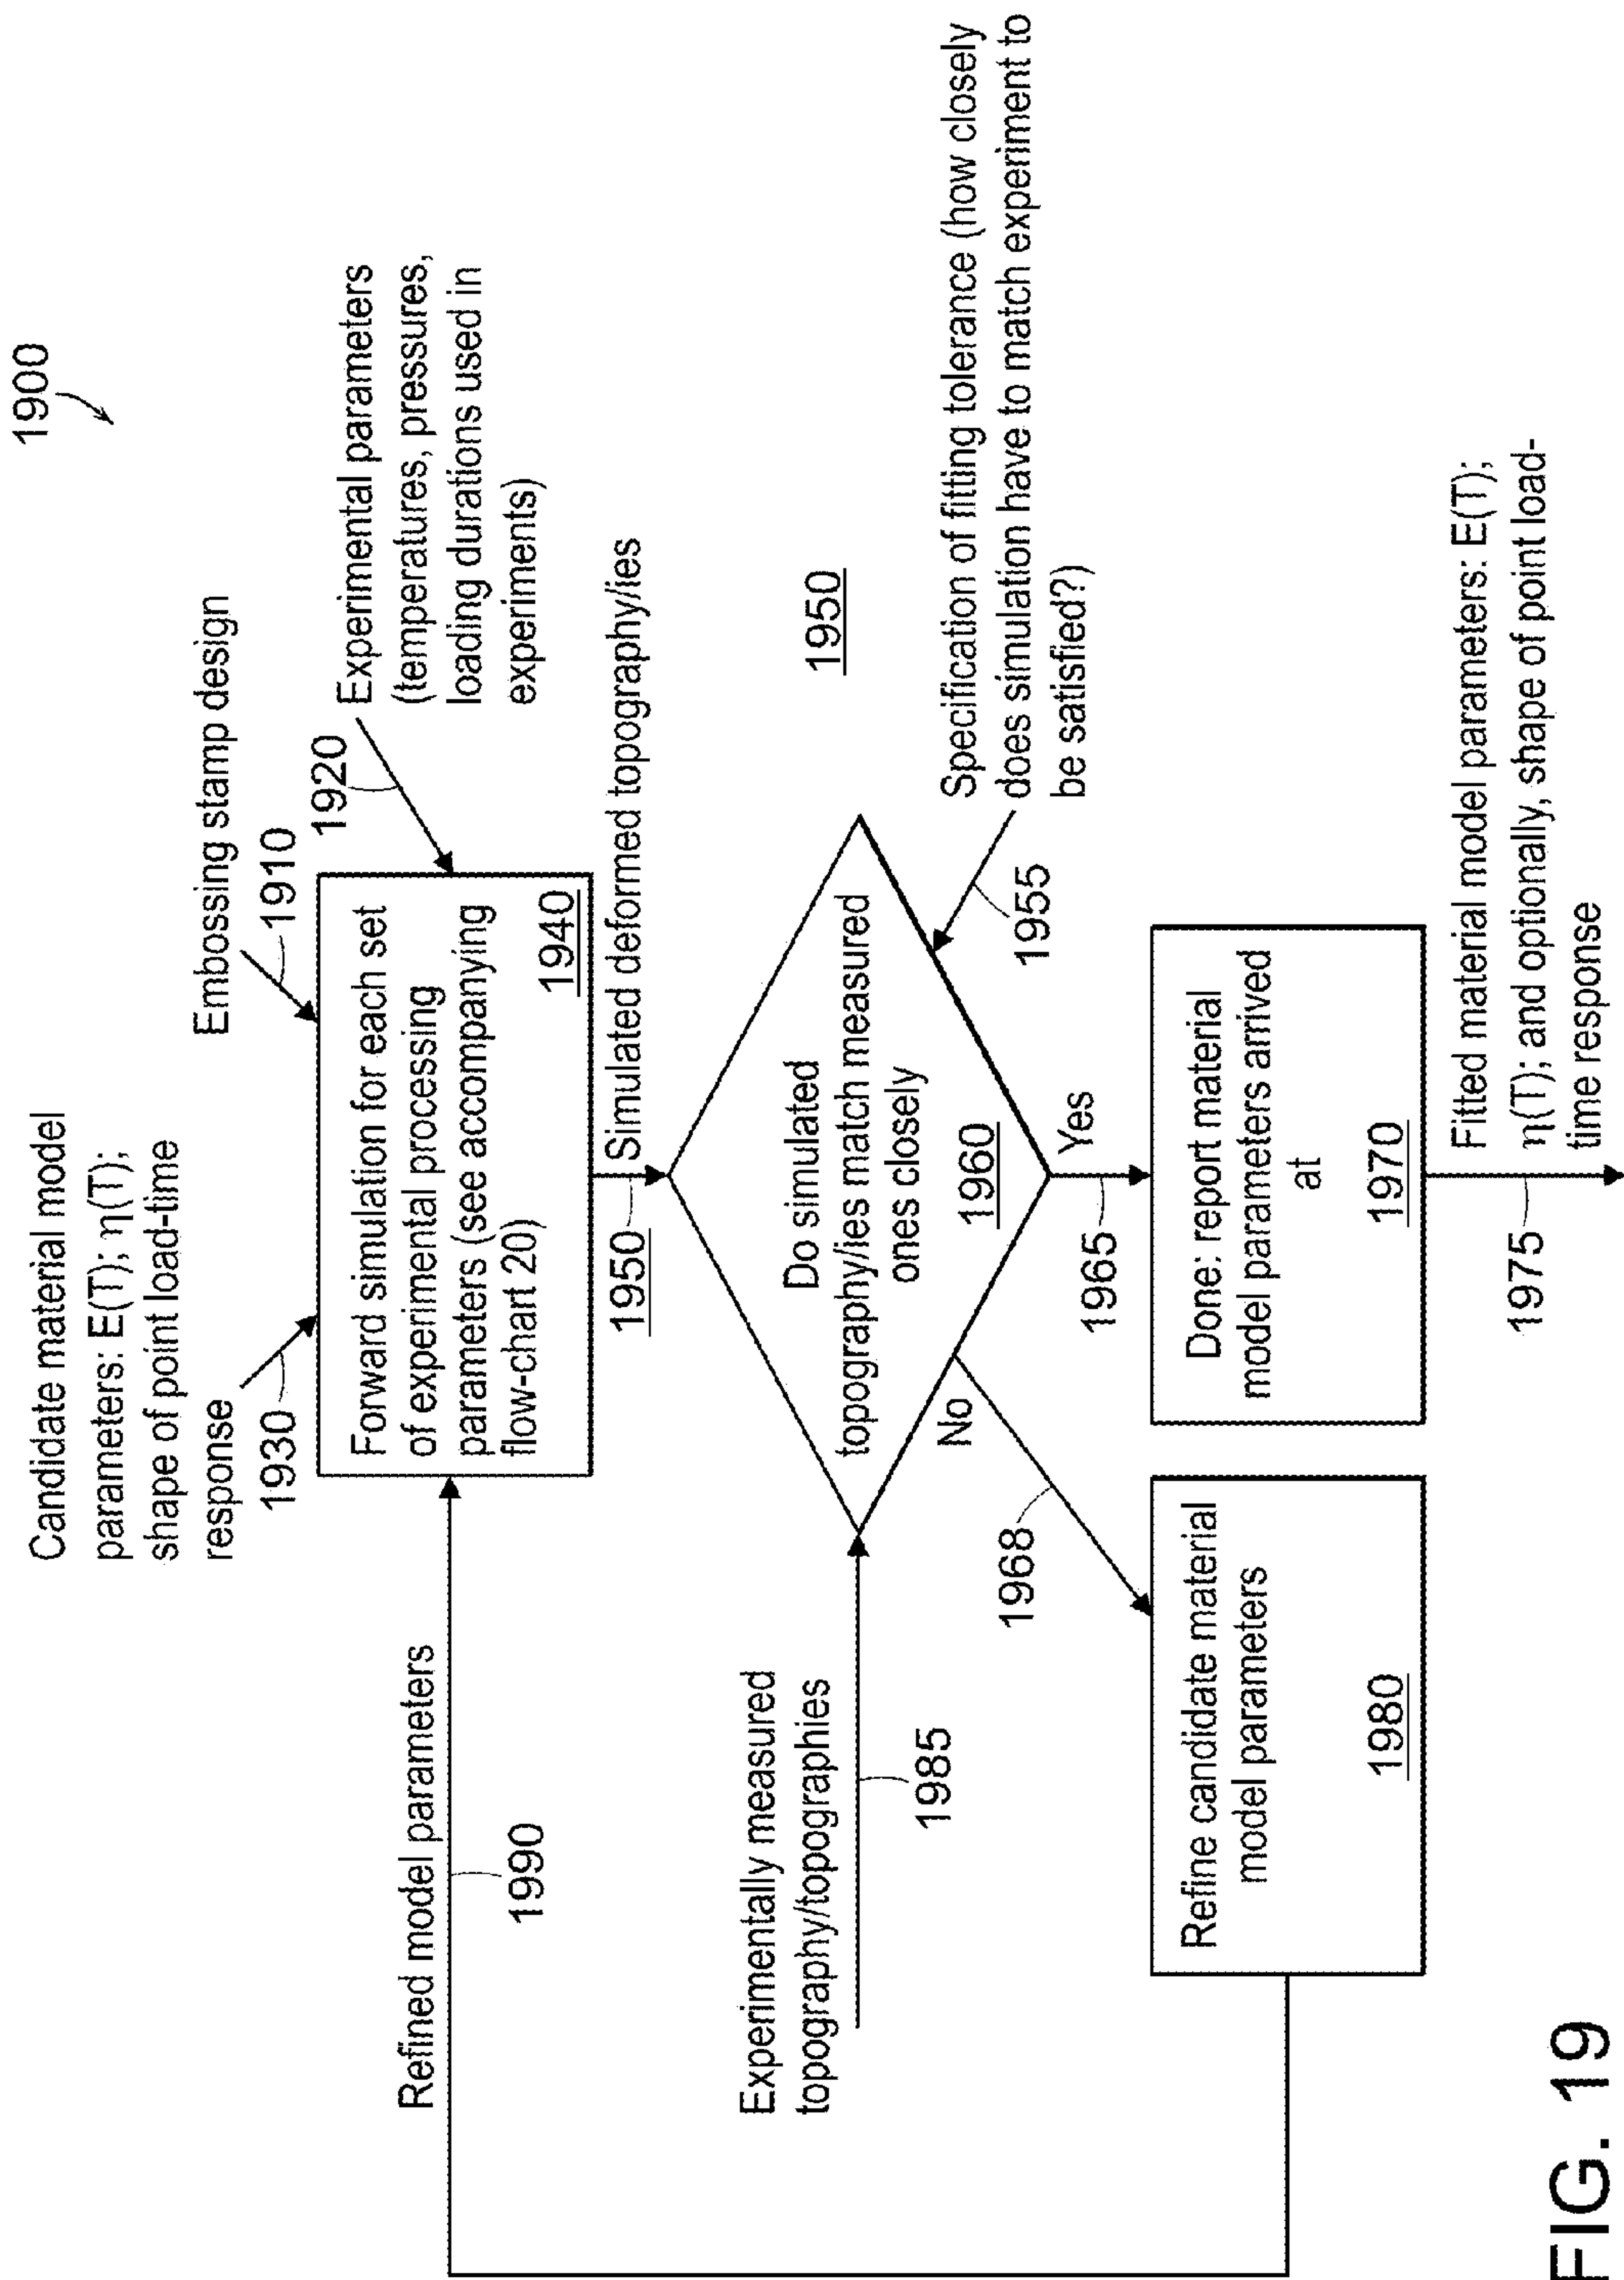 1900
Candidate material model
parameters: E(T); η(T);
shape of point load-time
response
1930
Embossing stamp design
1910
Experimental parameters
(temperatures, pressures,
loading durations used in
experiments)
1920
Forward simulation for each set
of experimental processing
parameters (see accompanying
flow-chart 20)
1940
Refined model parameters
1990
Simulated deformed topography/ies
1950
1950
Experimentally measured
topography/topographies
1985
Do simulated
topography/ies match measured
ones closely
1960
Specification of fitting tolerance (how closely
does simulation have to match experiment to
be satisfied?)
1955
No
1968
Yes
1965
Refine candidate material
model parameters
1980
Done: report material
model parameters arrived
at
1970
1975
Fitted material model parameters: E(T);
η(T); and optionally, shape of point load-
time response
FIG. 19